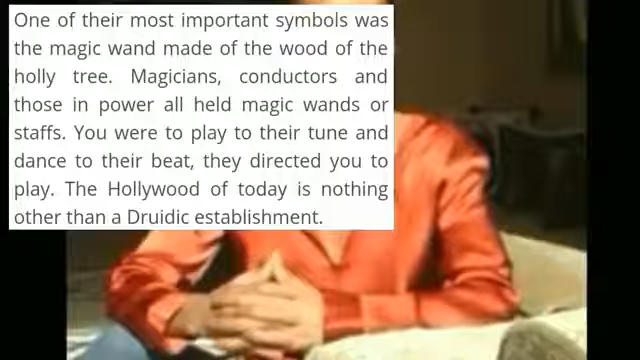 One of their most important symbols was
the magic wand made of the wood of the
holly tree. Magicians, conductors and
those in power all held magic wands or
staffs. You were to play to their tune and
dance to their beat, they directed you to
play. The Hollywood of today is nothing
other than a Druidic establishment.